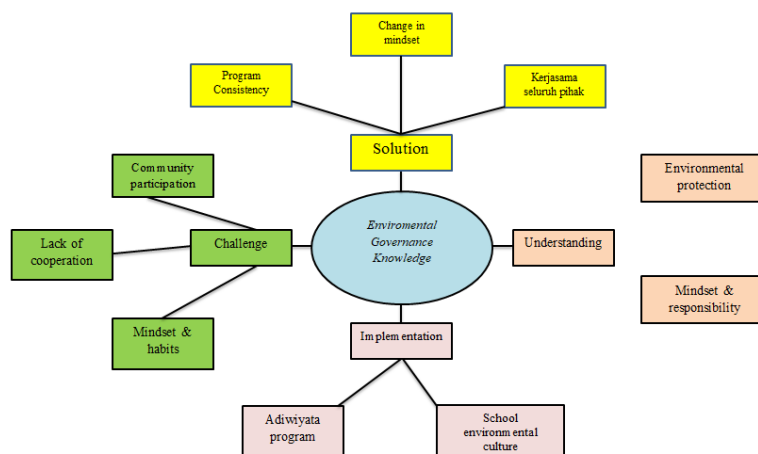 Change in
mindset
Program
Consistency
Kerjasama
seluruh pihak
Solution
Community
participation
Environmental
protection
Lack of
cooperation
Challenge
Enviromental
Governance
Knowledge
Understanding
Mindset &
responsibility
Mindset &
habits
Implementation
Adiwiyata
program
School
environmental
culture